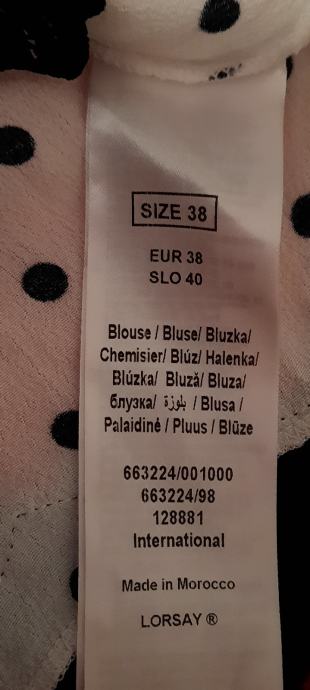 SIZE 38
EUR 38
SLO 40
Blouse / Bluse/ Bluzka/
Chemisier/ Blúz/ Halenka/
Blúzka/ Bluză/ Bluza/
блузка/ بلوزة / Blusa /
Palaidinė / Pluus / Blūze
663224/001000
663224/98
128881
International
Made in Morocco
LORSAY ®